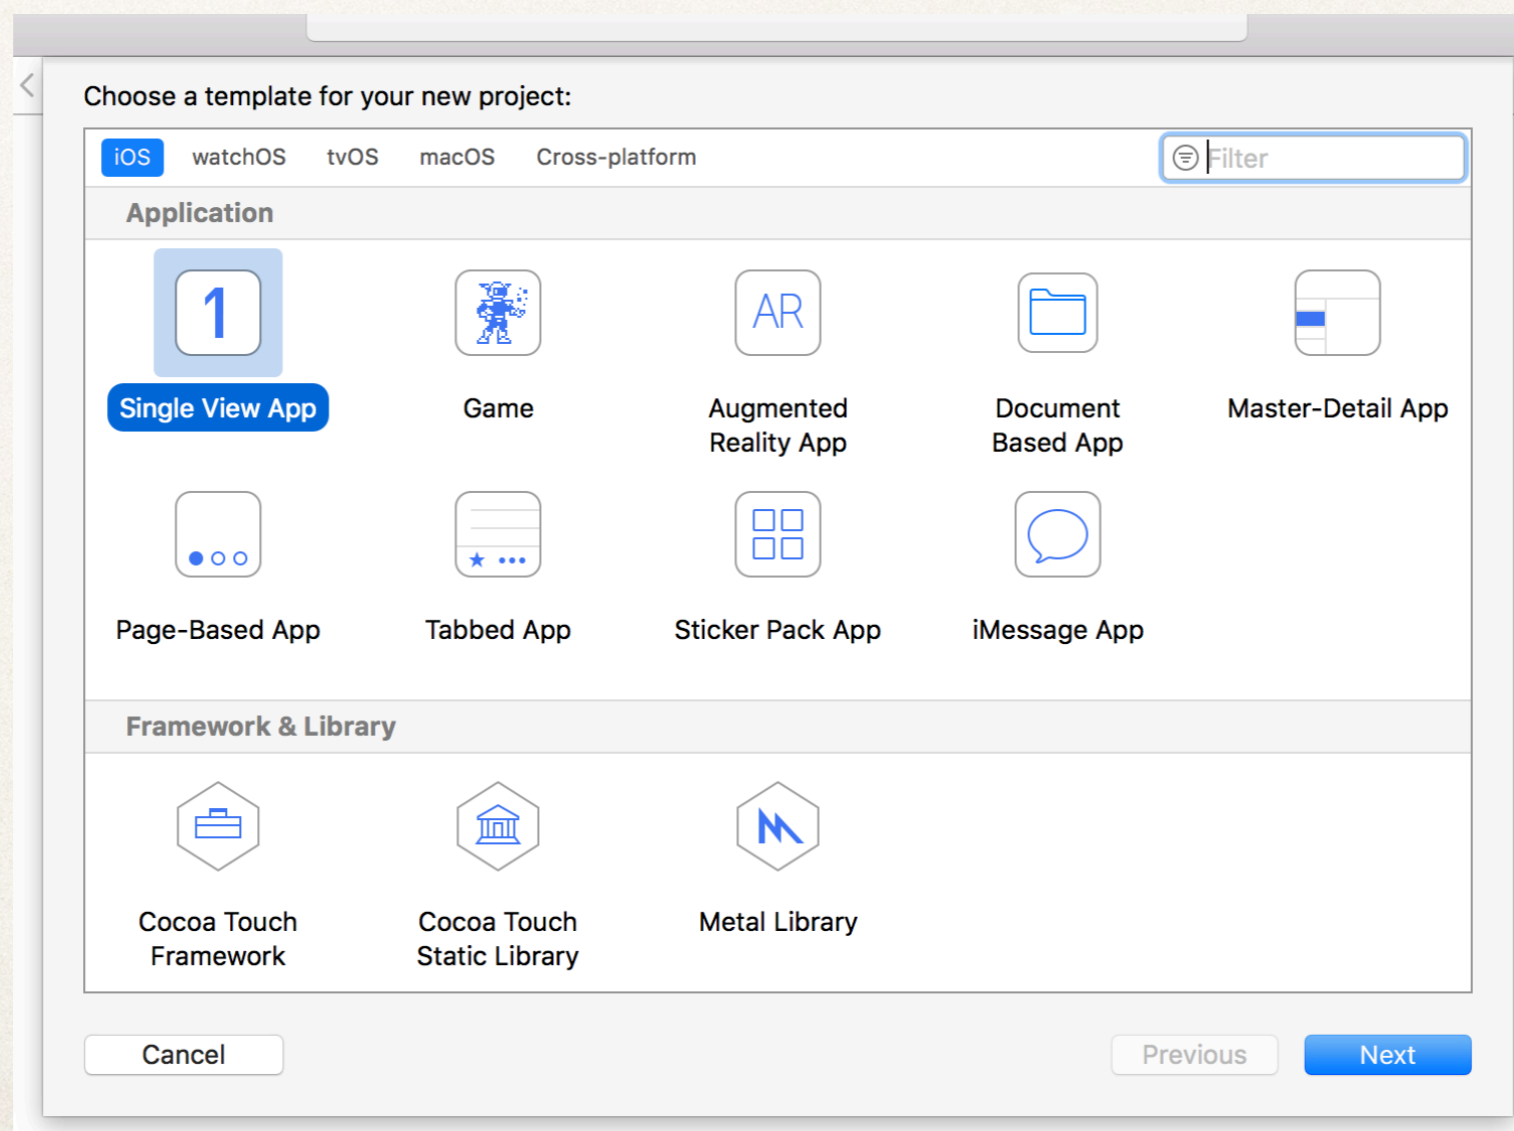 Choose a template for your new project:
iOS watchOS tvOS macOS Cross-platform Filter
Application
1 AR
Single View App Game Augmented Document Master-Detail App
Reality App Based App
Page-Based App Tabbed App Sticker Pack App iMessage App
Framework & Library
Cocoa Touch Cocoa Touch Metal Library
Framework Static Library
Cancel Previous Next